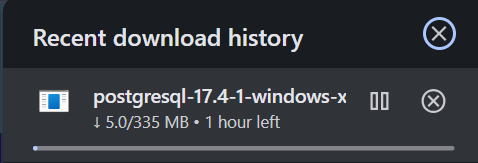 Recent download history
postgresql-17.4-1-windows-x
↓ 5.0/335 MB • 1 hour left